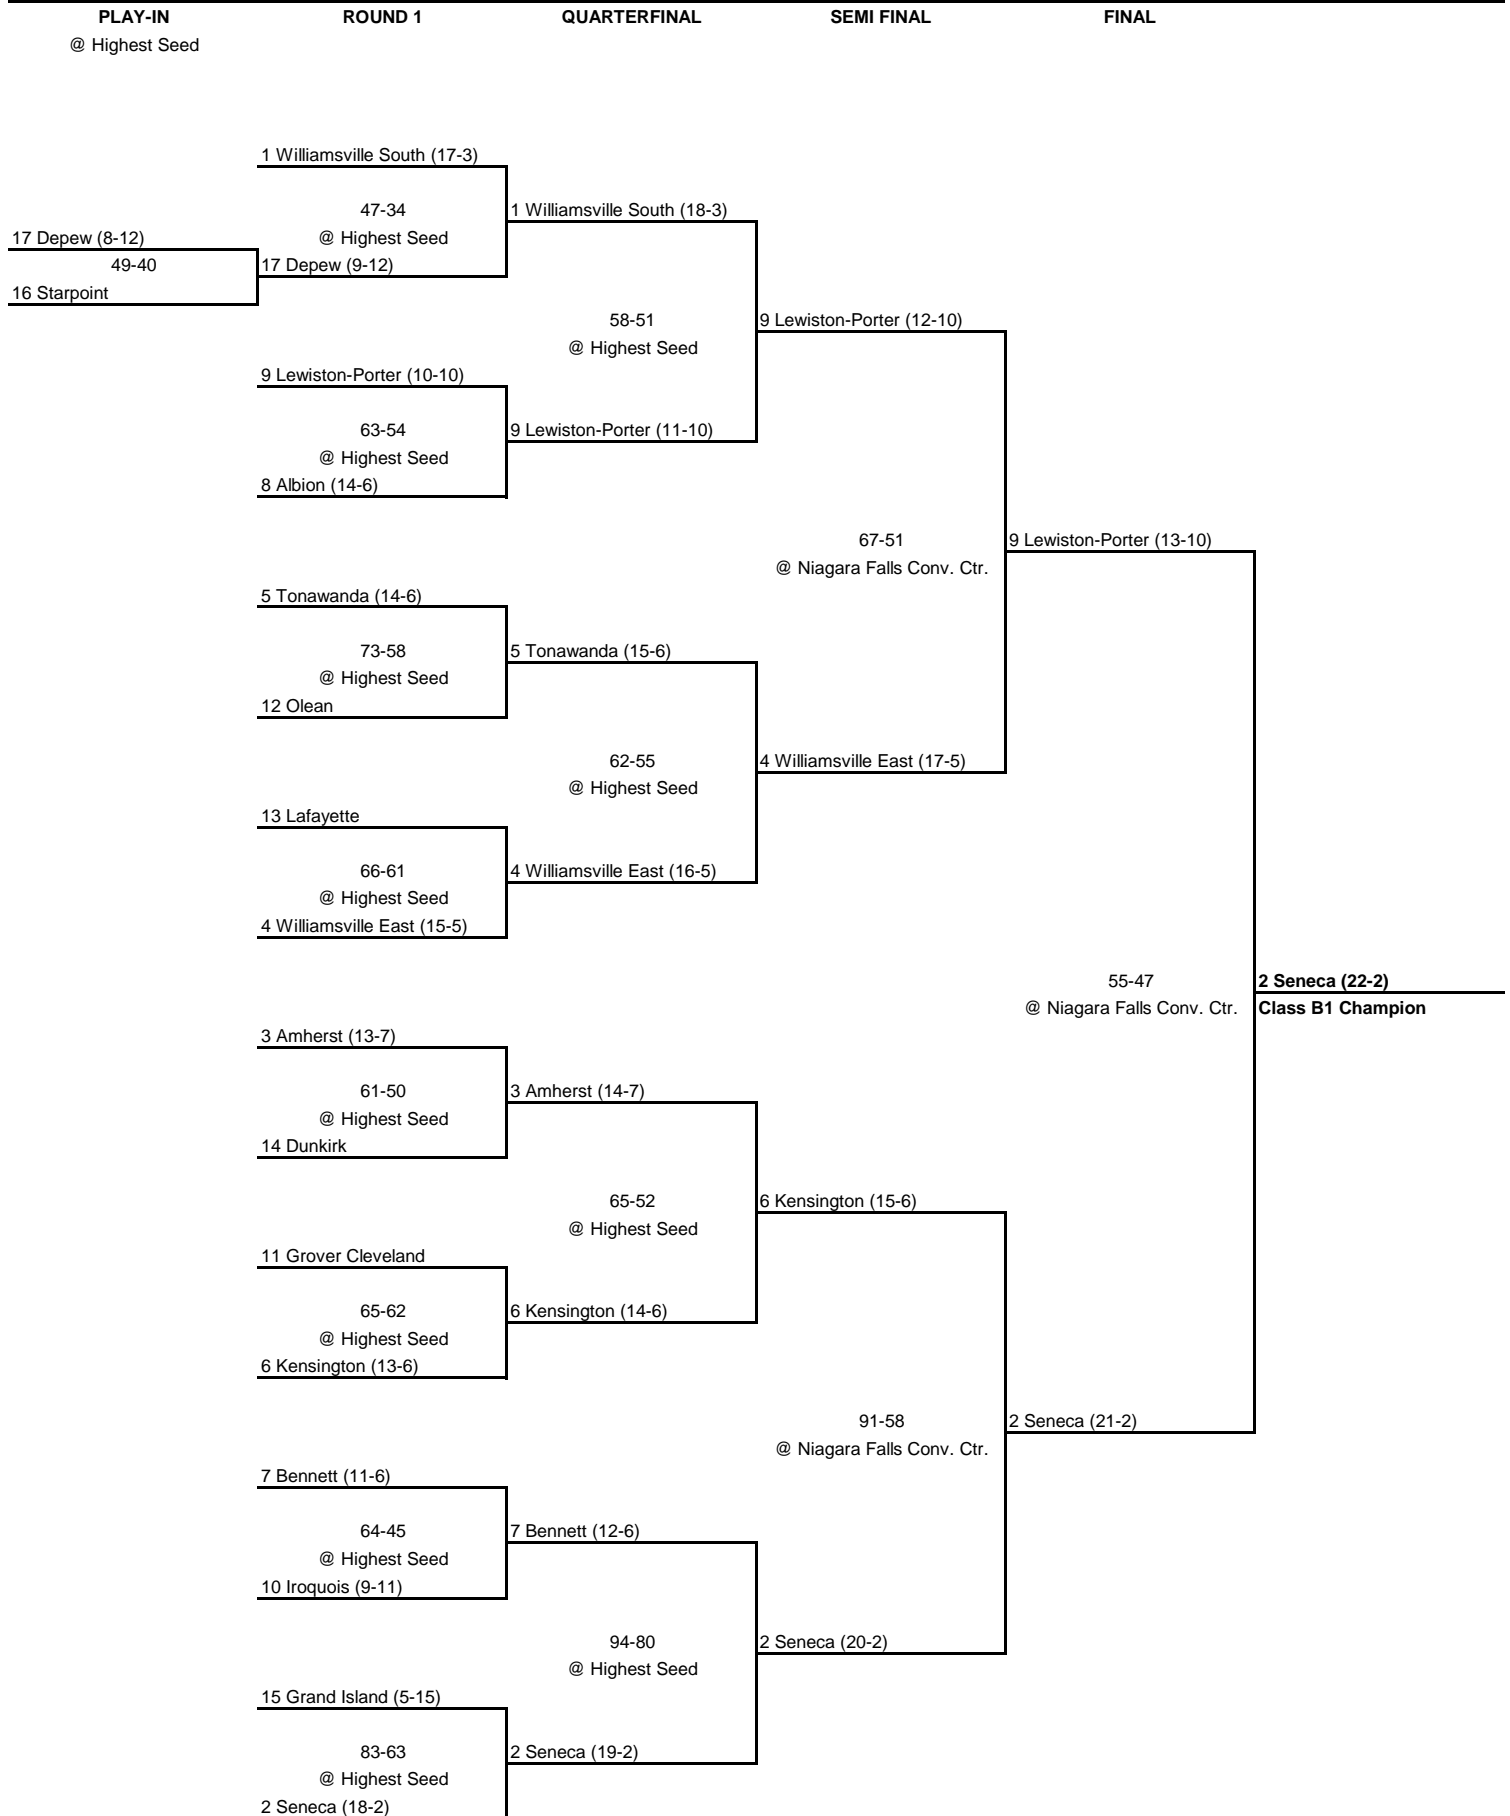 PLAY-IN ROUND 1 QUARTERFINAL SEMI FINAL FINAL
@ Highest Seed
1 Williamsville South (17-3)
47-34 1 Williamsville South (18-3)
17 Depew (8-12) @ Highest Seed
49-40 17 Depew (9-12)
16 Starpoint
58-51 9 Lewiston-Porter (12-10)
@ Highest Seed
9 Lewiston-Porter (10-10)
63-54 9 Lewiston-Porter (11-10)
@ Highest Seed
8 Albion (14-6)
67-51 9 Lewiston-Porter (13-10)
@ Niagara Falls Conv. Ctr.
5 Tonawanda (14-6)
73-58 5 Tonawanda (15-6)
@ Highest Seed
12 Olean
62-55 4 Williamsville East (17-5)
@ Highest Seed
13 Lafayette
66-61 4 Williamsville East (16-5)
@ Highest Seed
4 Williamsville East (15-5)
55-47 2 Seneca (22-2)
@ Niagara Falls Conv. Ctr. Class B1 Champion
3 Amherst (13-7)
61-50 3 Amherst (14-7)
@ Highest Seed
14 Dunkirk
65-52 6 Kensington (15-6)
@ Highest Seed
11 Grover Cleveland
65-62 6 Kensington (14-6)
@ Highest Seed
6 Kensington (13-6)
91-58 2 Seneca (21-2)
@ Niagara Falls Conv. Ctr.
7 Bennett (11-6)
64-45 7 Bennett (12-6)
@ Highest Seed
10 Iroquois (9-11)
94-80 2 Seneca (20-2)
@ Highest Seed
15 Grand Island (5-15)
83-63 2 Seneca (19-2)
@ Highest Seed
2 Seneca (18-2)